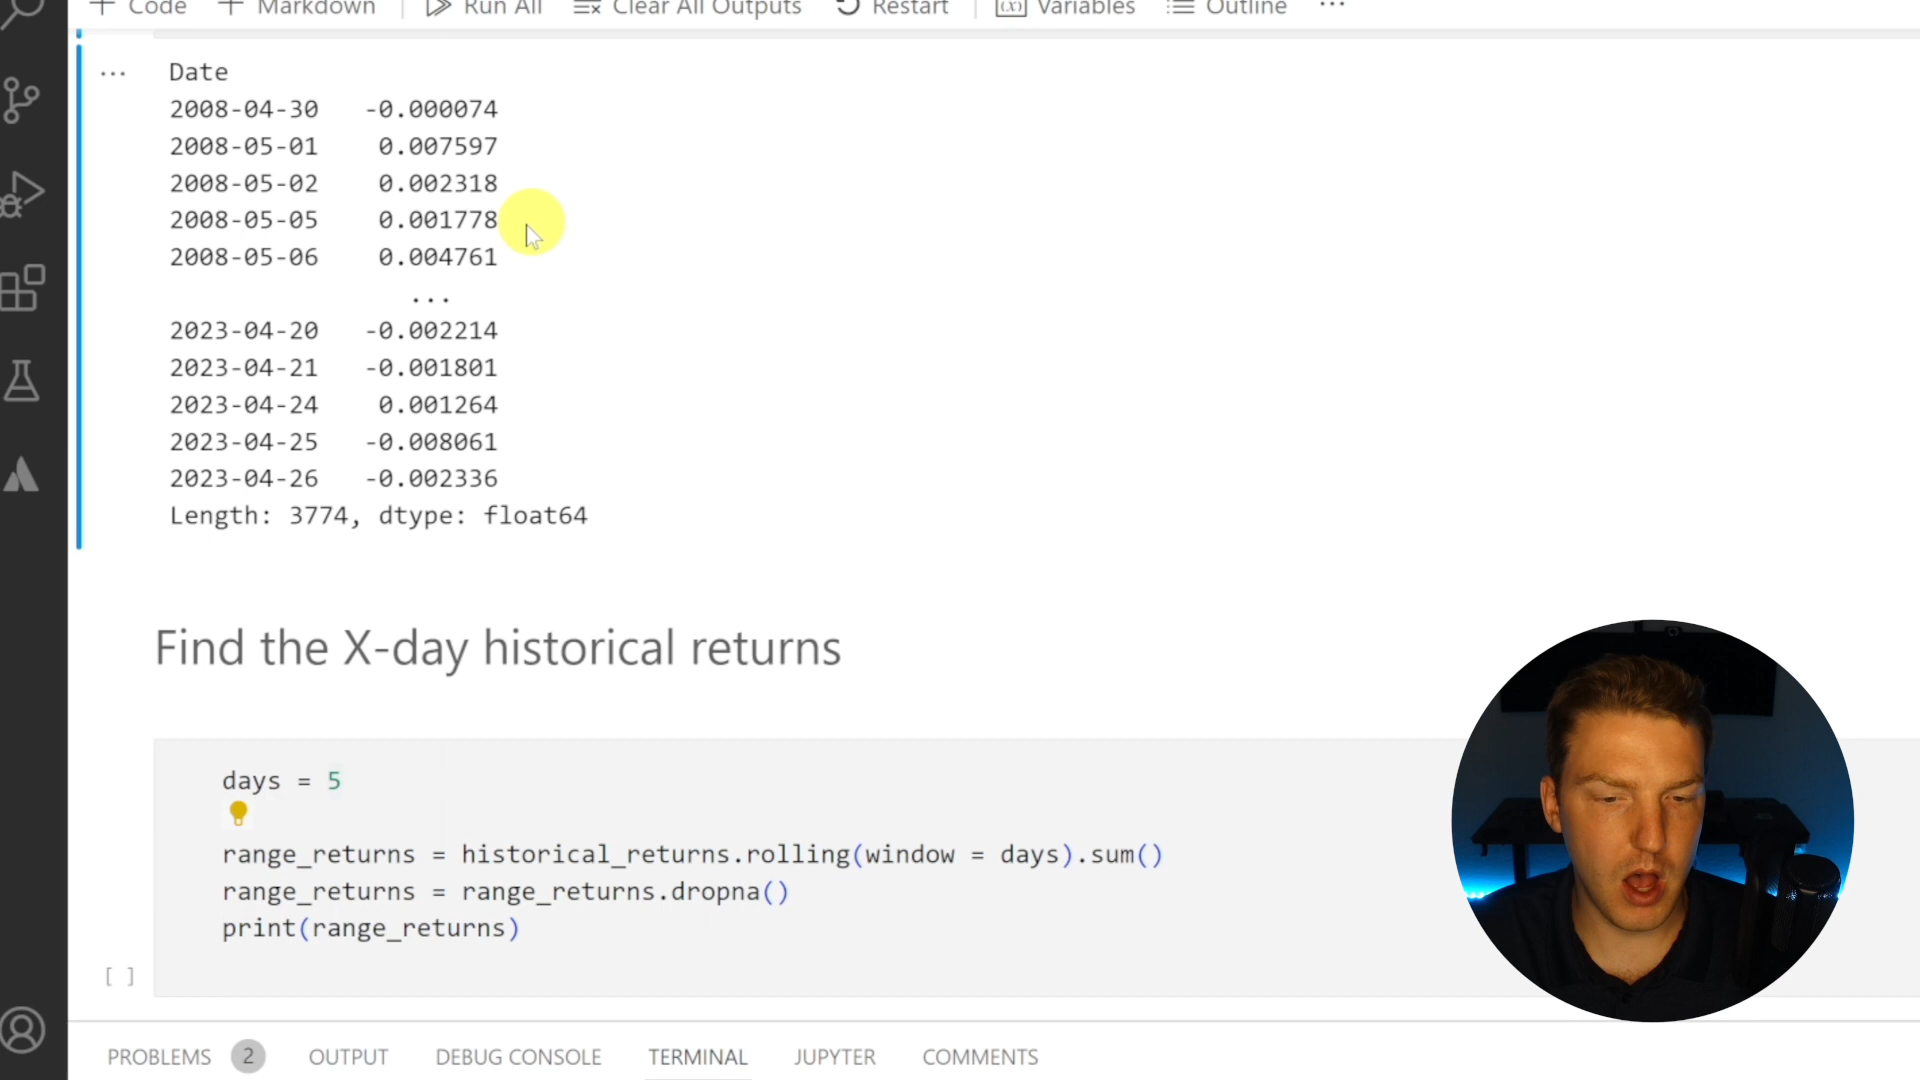 Code Markdown Run All Clear All Outputs Restart Variables Outline ...
... Date
2008-04-30 -0.000074
2008-05-01 0.007597
2008-05-02 0.002318
2008-05-05 0.001778
2008-05-06 0.004761
...
2023-04-20 -0.002214
2023-04-21 -0.001801
2023-04-24 0.001264
2023-04-25 -0.008061
2023-04-26 -0.002336
Length: 3774, dtype: float64
Find the X-day historical returns
days = 5
range_returns = historical_returns.rolling(window = days).sum()
range_returns = range_returns.dropna()
print(range_returns)
[ ]
PROBLEMS 2 OUTPUT DEBUG CONSOLE TERMINAL JUPYTER COMMENTS